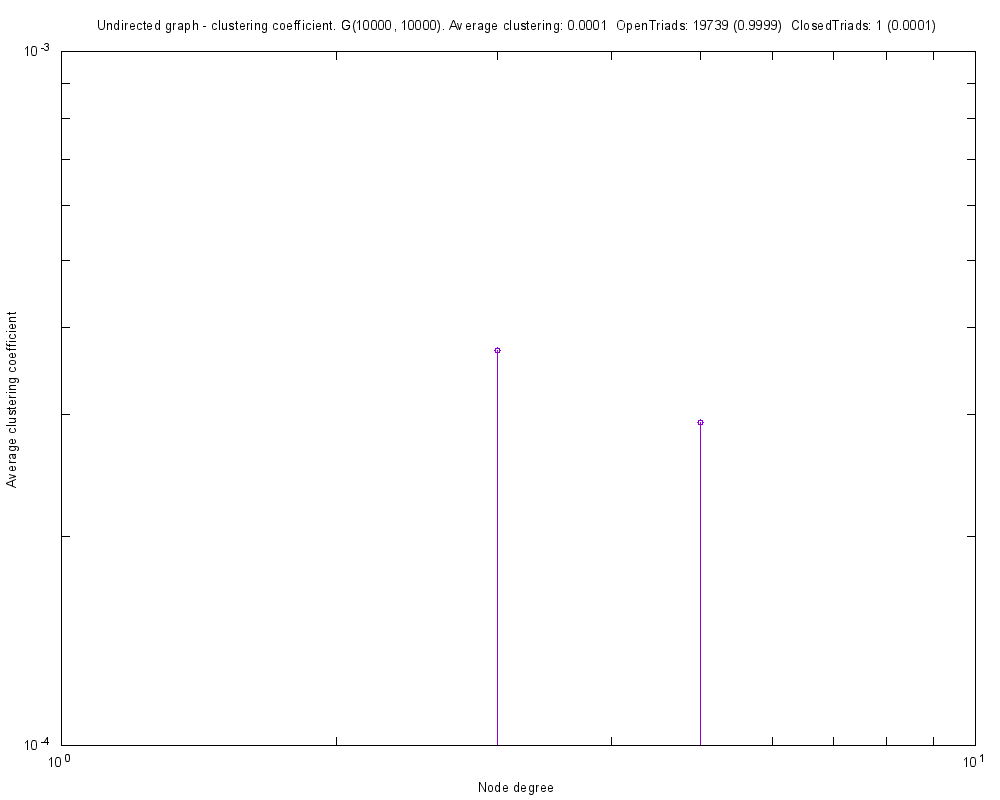 Undirected graph - clustering coefficient. G(10000, 10000). Average clustering: 0.0001  OpenTriads: 19739 (0.9999)  ClosedTriads: 1 (0.0001)
10^-3
Average clustering coefficient
10^-4
10^0
10^1
Node degree